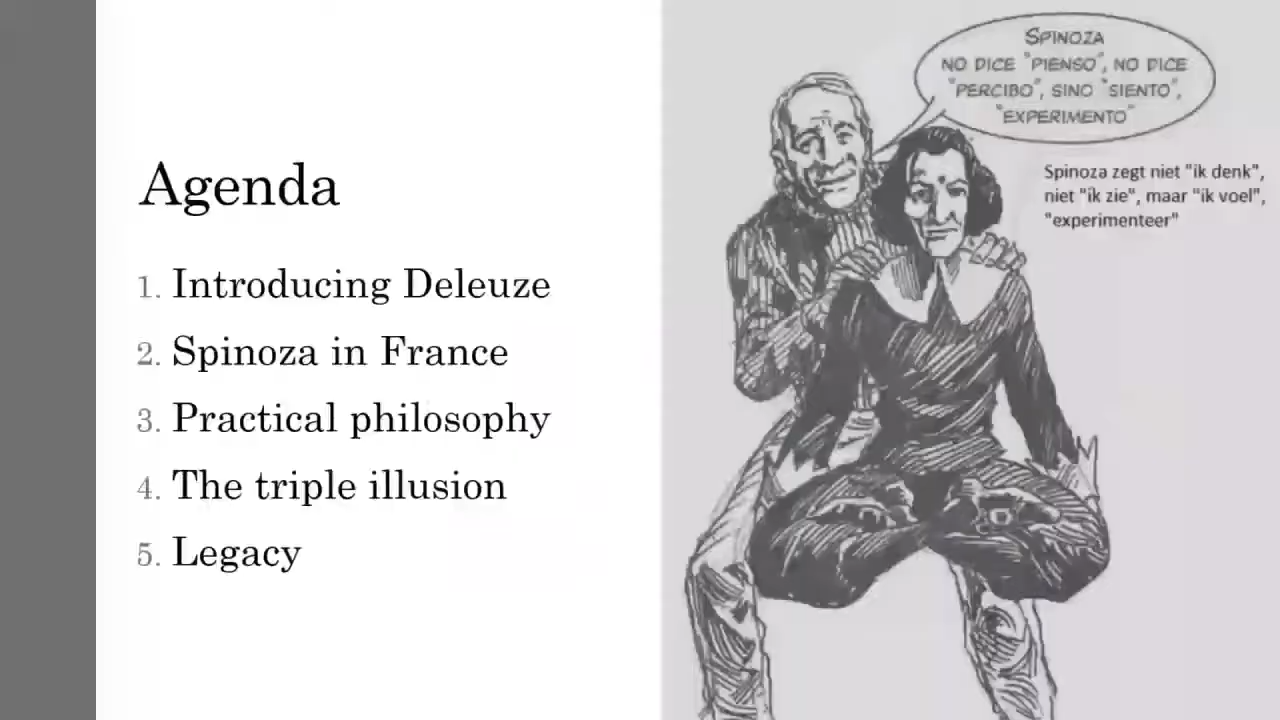 Agenda
1. Introducing Deleuze
2. Spinoza in France
3. Practical philosophy
4. The triple illusion
5. Legacy
SPINOZA
NO DICE "PIENSO", NO DICE
"PERCIBO", SINO "SIENTO",
"EXPERIMENTO"
Spinoza zegt niet "ik denk",
niet "ik zie", maar "ik voel",
"experimenteer"